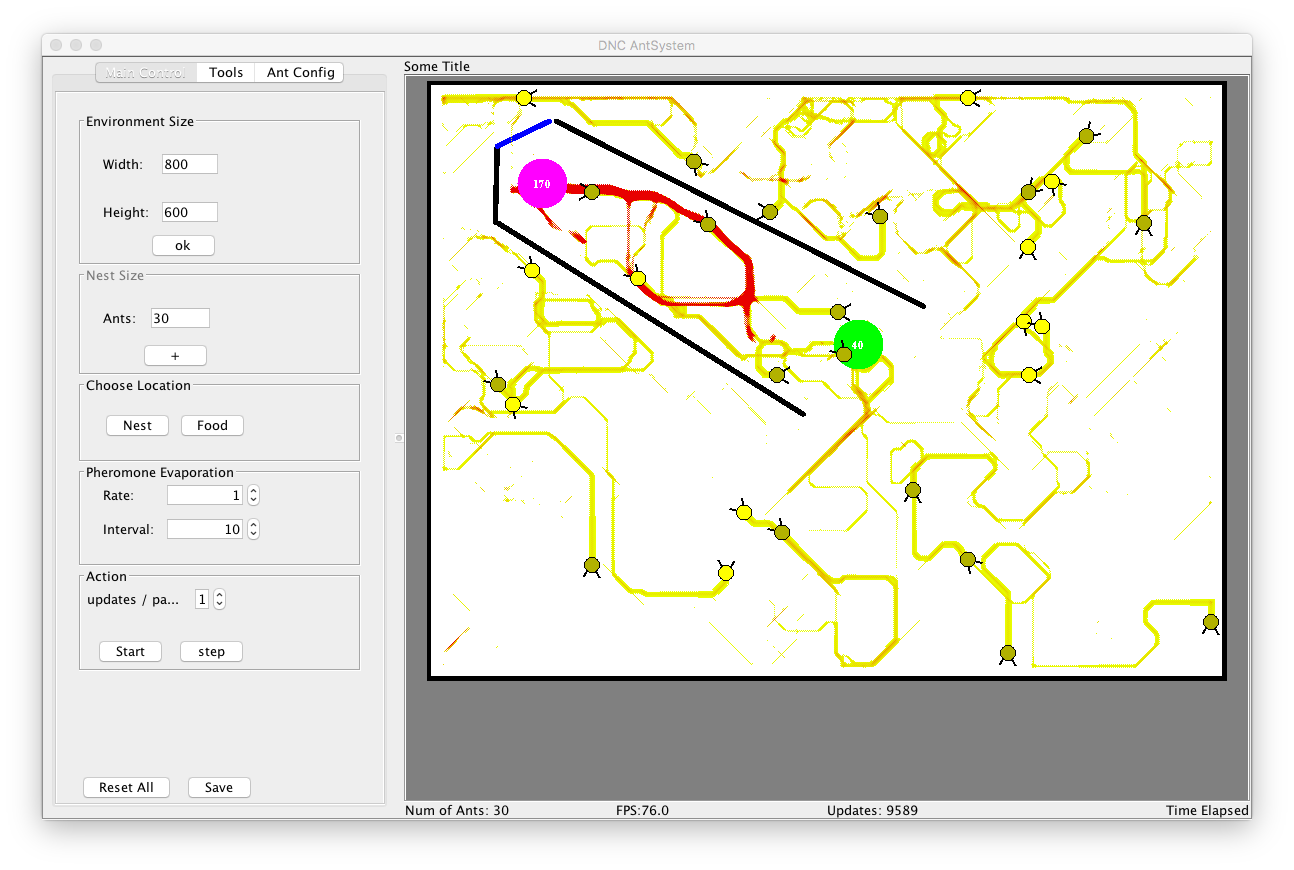 DNC AntSystem
Main Control Tools Ant Config
Environment Size
Width: 800
Height: 600
ok
Nest Size
Ants: 30
+
Choose Location
Nest Food
Pheromone Evaporation
Rate: 1
Interval: 10
Action
updates / pa... 1
Start step
Reset All Save
Some Title
170
40
Num of Ants: 30 FPS:76.0 Updates: 9589 Time Elapsed